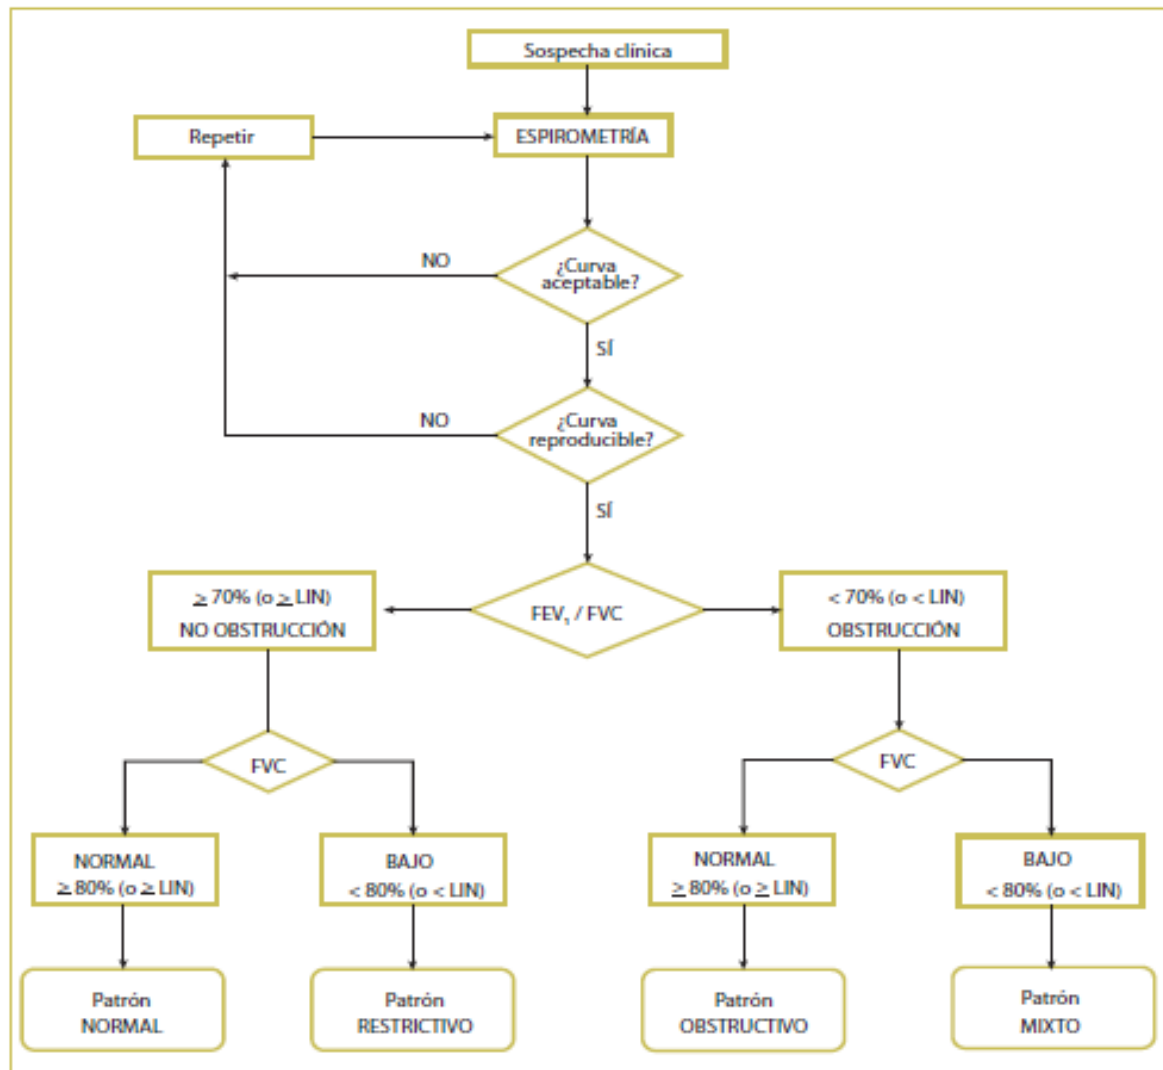 Sospecha clínica
Repetir
ESPIROMETRÍA
NO
¿Curva
aceptable?
SÍ
NO
¿Curva
reproducible?
SÍ
≥ 70% (o ≥ LIN)
NO OBSTRUCCIÓN
FEV₁ / FVC
< 70% (o < LIN)
OBSTRUCCIÓN
FVC
FVC
NORMAL
≥ 80% (o ≥ LIN)
BAJO
< 80% (o < LIN)
NORMAL
≥ 80% (o ≥ LIN)
BAJO
< 80% (o < LIN)
Patrón
NORMAL
Patrón
RESTRICTIVO
Patrón
OBSTRUCTIVO
Patrón
MIXTO